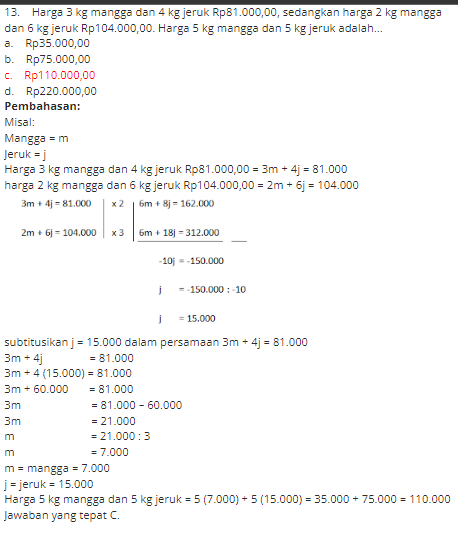 13. Harga 3 kg mangga dan 4 kg jeruk Rp81.000,00, sedangkan harga 2 kg mangga
dan 6 kg jeruk Rp104.000,00. Harga 5 kg mangga dan 5 kg jeruk adalah...
a. Rp35.000,00
b. Rp75.000,00
c. Rp110.000,00
d. Rp220.000,00
Pembahasan:
Misal:
Mangga = m
Jeruk = j
Harga 3 kg mangga dan 4 kg jeruk Rp81.000,00 = 3m + 4j = 81.000
harga 2 kg mangga dan 6 kg jeruk Rp104.000,00 = 2m + 6j = 104.000
3m + 4j = 81.000 | x 2 | 6m + 8j = 162.000
2m + 6j = 104.000 | x 3 | 6m + 18j = 312.000
-10j = -150.000
j = -150.000 : -10
j = 15.000
subtitusikan j = 15.000 dalam persamaan 3m + 4j = 81.000
3m + 4j = 81.000
3m + 4 (15.000) = 81.000
3m + 60.000 = 81.000
3m = 81.000 – 60.000
3m = 21.000
m = 21.000 : 3
m = 7.000
m = mangga = 7.000
j = jeruk = 15.000
Harga 5 kg mangga dan 5 kg jeruk = 5 (7.000) + 5 (15.000) = 35.000 + 75.000 = 110.000
Jawaban yang tepat C.